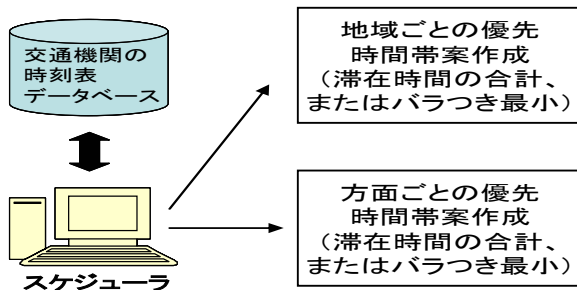 交通機関の
時刻表
データベース
スケジューラ
地域ごとの優先
時間帯案作成
（滞在時間の合計、
またはバラつき最小）
方面ごとの優先
時間帯案作成
（滞在時間の合計、
またはバラつき最小）